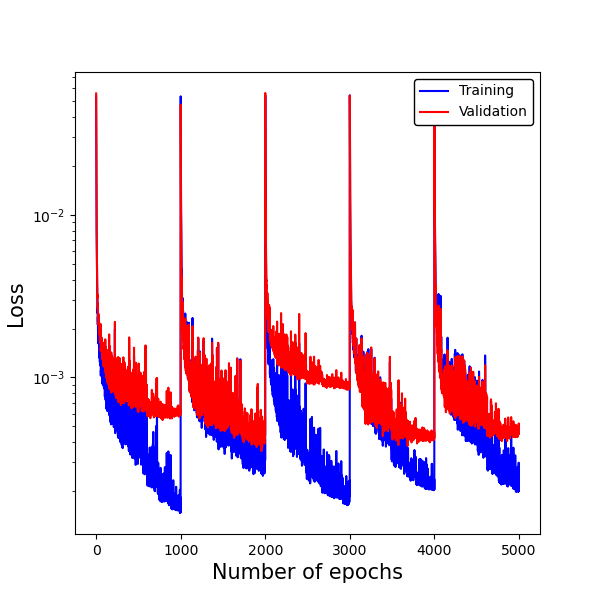 Training
Validation
Loss
10⁻²
10⁻³
0 1000 2000 3000 4000 5000
Number of epochs